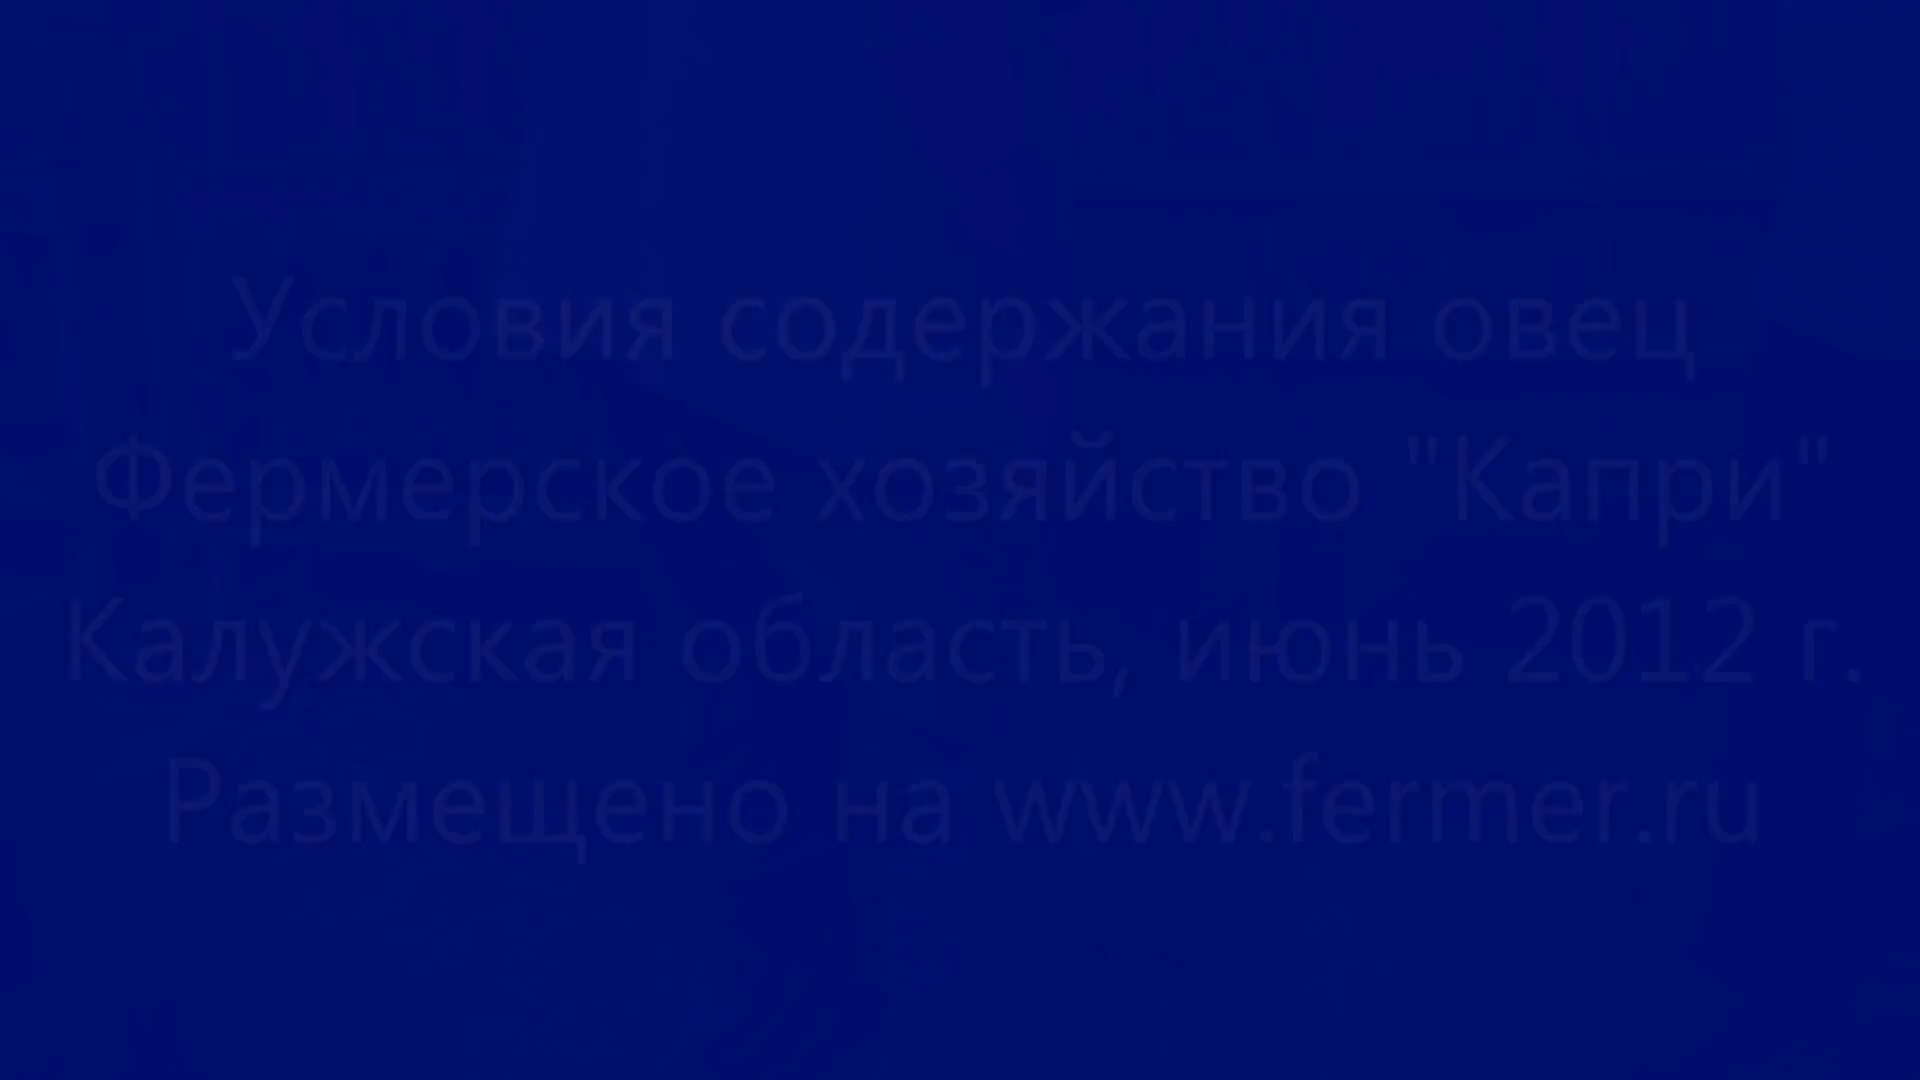 Условия содержания овец
Фермерское хозяйство "Капри"
Калужская область, июнь 2012 г.
Размещено на www.fermer.ru